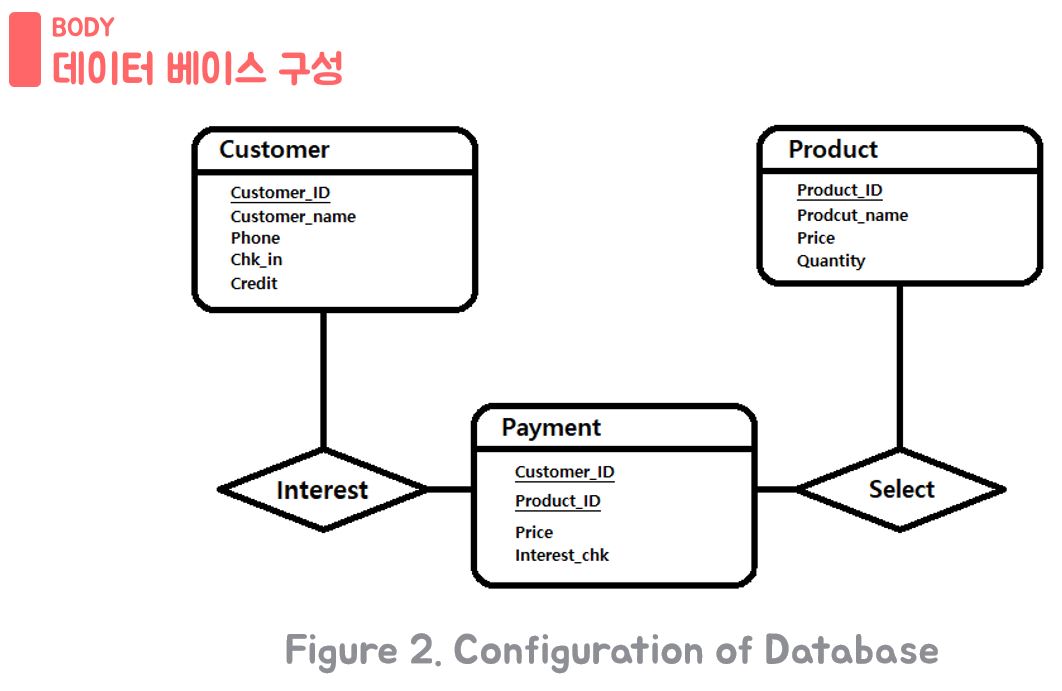 BODY
데이터 베이스 구성
Customer
Customer_ID
Customer_name
Phone
Chk_in
Credit
Product
Product_ID
Prodcut_name
Price
Quantity
Interest
Payment
Customer_ID
Product_ID
Price
Interest_chk
Select
Figure 2. Configuration of Database